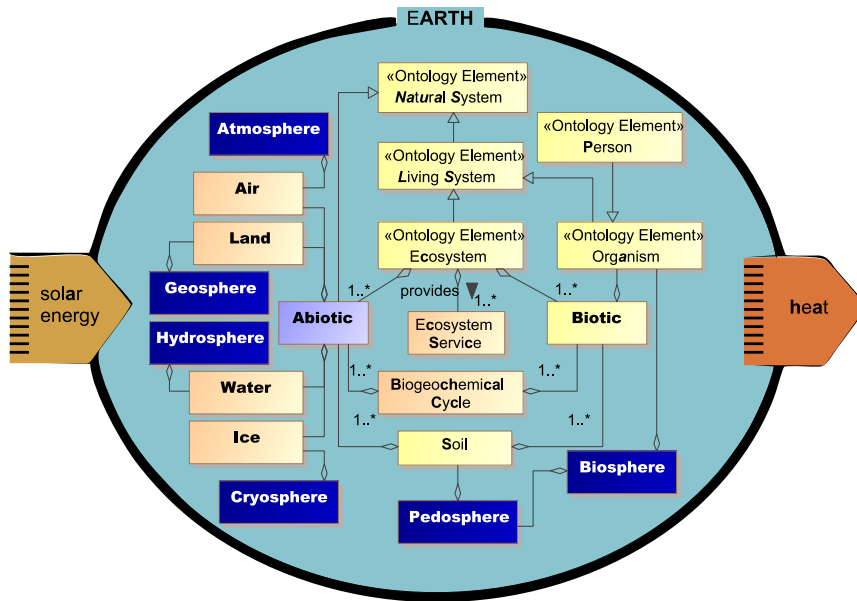 EARTH
«Ontology Element»
Natural System
Atmosphere
«Ontology Element»
Person
«Ontology Element»
Living System
Air
Land
«Ontology Element»
Ecosystem
«Ontology Element»
Organism
solar
energy
heat
Geosphere
1..*
provides
1..*
1..*
Abiotic
Ecosystem
Service
Biotic
Hydrosphere
1..*
1..*
Water
Biogeochemical
Cycle
1..*
1..*
Ice
Soil
Cryosphere
Biosphere
Pedosphere